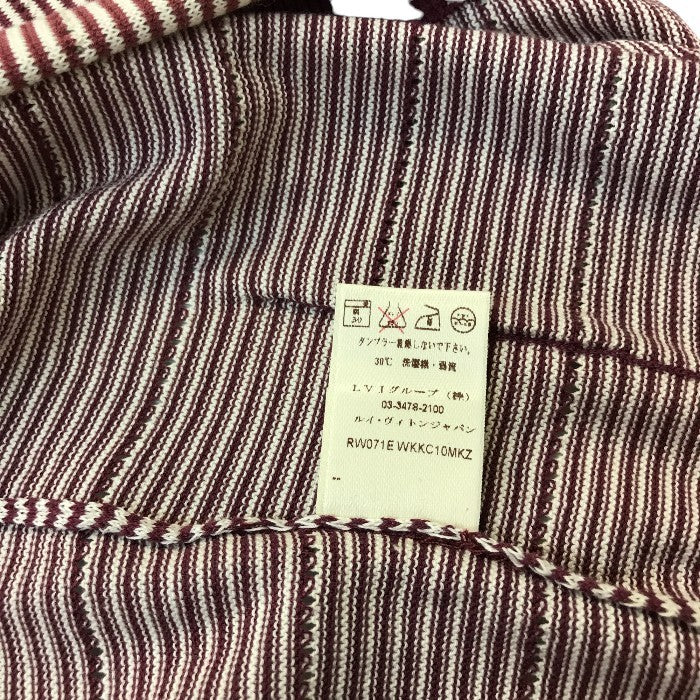 タンブラー乾燥しないで下さい。
30℃ 洗濯機・弱流
LVJグループ(株)
03-3478-2100
ルイ・ヴィトンジャパン
RW071E WKKC10MKZ